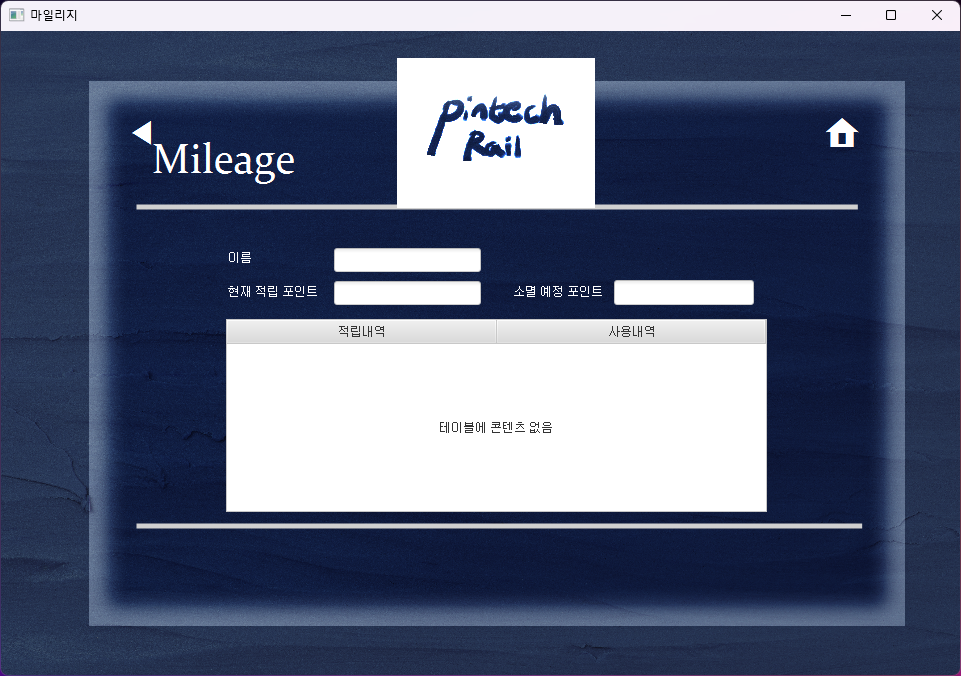 마일리지
pintech
Rail
Mileage
이름
현재 적립 포인트 소멸 예정 포인트
적립내역 사용내역
테이블에 콘텐츠 없음